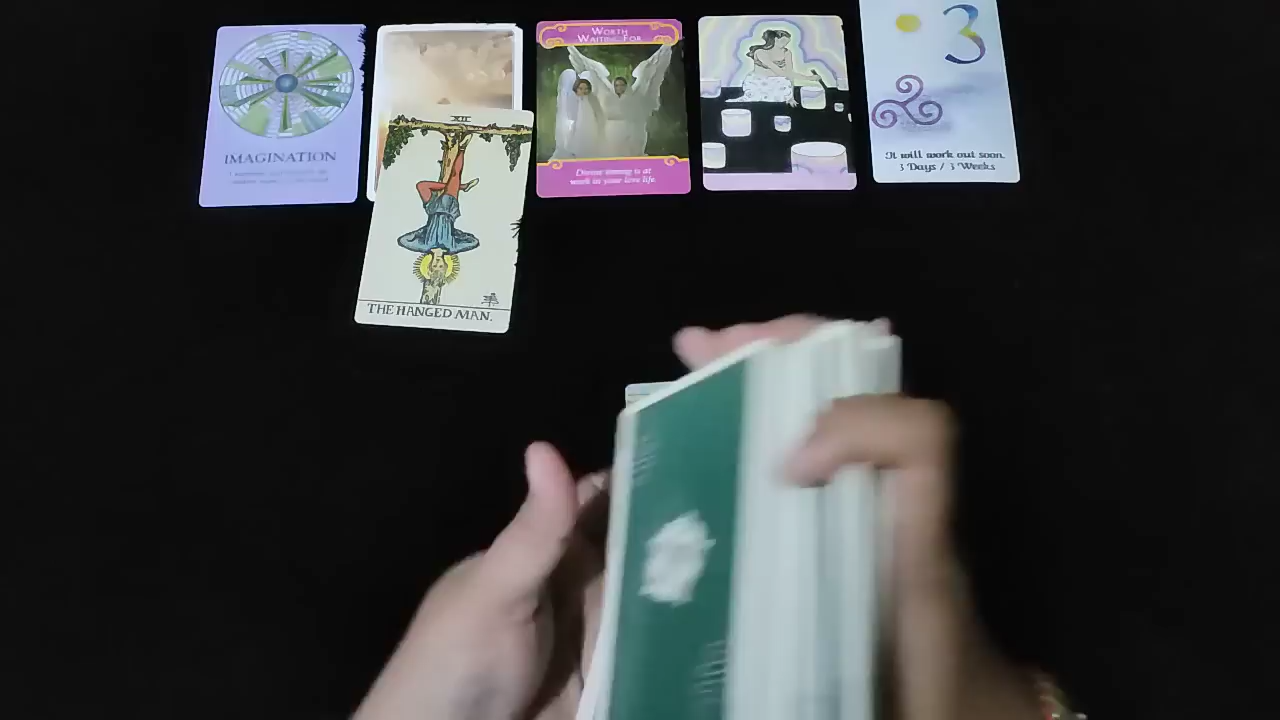 IMAGINATION
XII
THE HANGED MAN.
WORTH
WAITING FOR
Divine timing is at
work in your love life.
3
It will work out soon.
3 Days / 3 Weeks